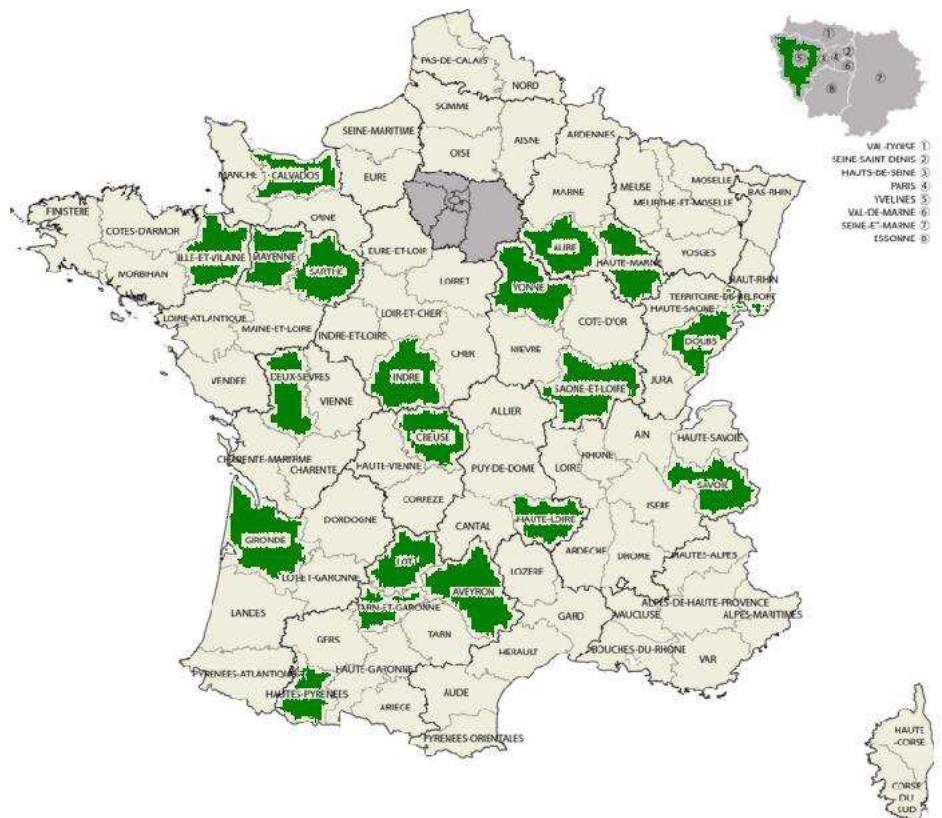 PAS-DE-CALAIS
NORD
SOMME
SEINE-MARITIME
AISNE
ARDENNES
OISE
MANCHE
CALVADOS
EURE
MARNE
MEUSE
MOSELLE
BAS-RHIN
MEURTHE-ET-MOSELLE
FINISTERE
COTES-D'ARMOR
ORNE
EURE-ET-LOIR
AUBE
VOSGES
ILLE-ET-VILAINE
MAYENNE
SARTHE
HAUTE-MARNE
MORBIHAN
LOIRET
YONNE
HAUT-RHIN
TERRITOIRE-DE-BELFORT
HAUTE-SAONE
LOIRE-ATLANTIQUE
MAINE-ET-LOIRE
LOIR-ET-CHER
INDRE-ET-LOIRE
COTE-D'OR
DOUBS
NIEVRE
CHER
VENDEE
DEUX-SEVRES
INDRE
SAONE-ET-LOIRE
JURA
VIENNE
ALLIER
CREUSE
AIN
HAUTE-SAVOIE
CHARENTE-MARITIME
CHARENTE
HAUTE-VIENNE
PUY-DE-DOME
LOIRE
RHONE
SAVOIE
CORREZE
ISERE
DORDOGNE
CANTAL
HAUTE-LOIRE
GIRONDE
ARDECHE
DROME
HAUTES-ALPES
LOT
LOT-ET-GARONNE
AVEYRON
LOZERE
TARN-ET-GARONNE
LANDES
GARD
VAUCLUSE
ALPES-DE-HAUTE-PROVENCE
ALPES-MARITIMES
GERS
TARN
HERAULT
BOUCHES-DU-RHONE
VAR
PYRENEES-ATLANTIQUES
HAUTE-GARONNE
HAUTES-PYRENEES
AUDE
ARIEGE
PYRENEES-ORIENTALES
HAUTE
-CORSE
CORSE
DU
SUD
①
②
③
④
⑤
⑥
⑦
⑧
VAL-D'OISE ①
SEINE-SAINT DENIS ②
HAUTS-DE-SEINE ③
PARIS ④
YVELINES ⑤
VAL-DE-MARNE ⑥
SEINE-ET-MARNE ⑦
ESSONNE ⑧